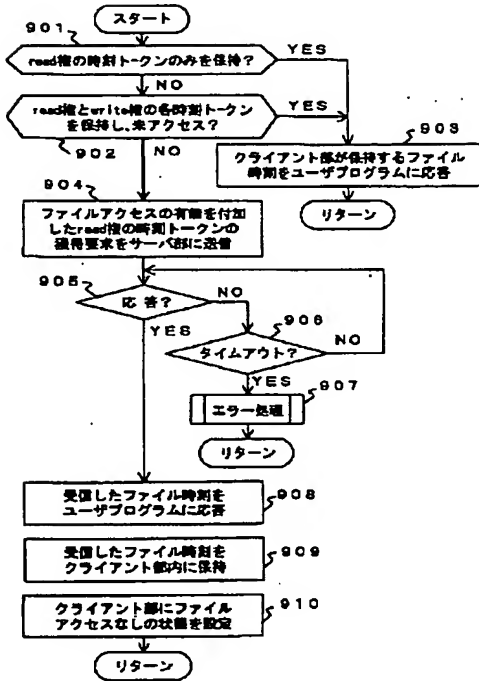 スタート
901
read権の時刻トークンのみを保持?
YES
NO
read権とwrite権の各時刻トークン
を保持し、未アクセス?
YES
902
NO
903
クライアント部が保持するファイル
時刻をユーザプログラムに応答
リターン
904
ファイルアクセスの有無を付加
したread権の時刻トークンの
獲得要求をサーバ部に送信
905
応答?
NO
YES
906
タイムアウト?
NO
YES
907
エラー処理
リターン
受信したファイル時刻を
ユーザプログラムに応答
908
受信したファイル時刻を
クライアント部内に保持
909
クライアント部にファイル
アクセスなしの状態を設定
910
リターン